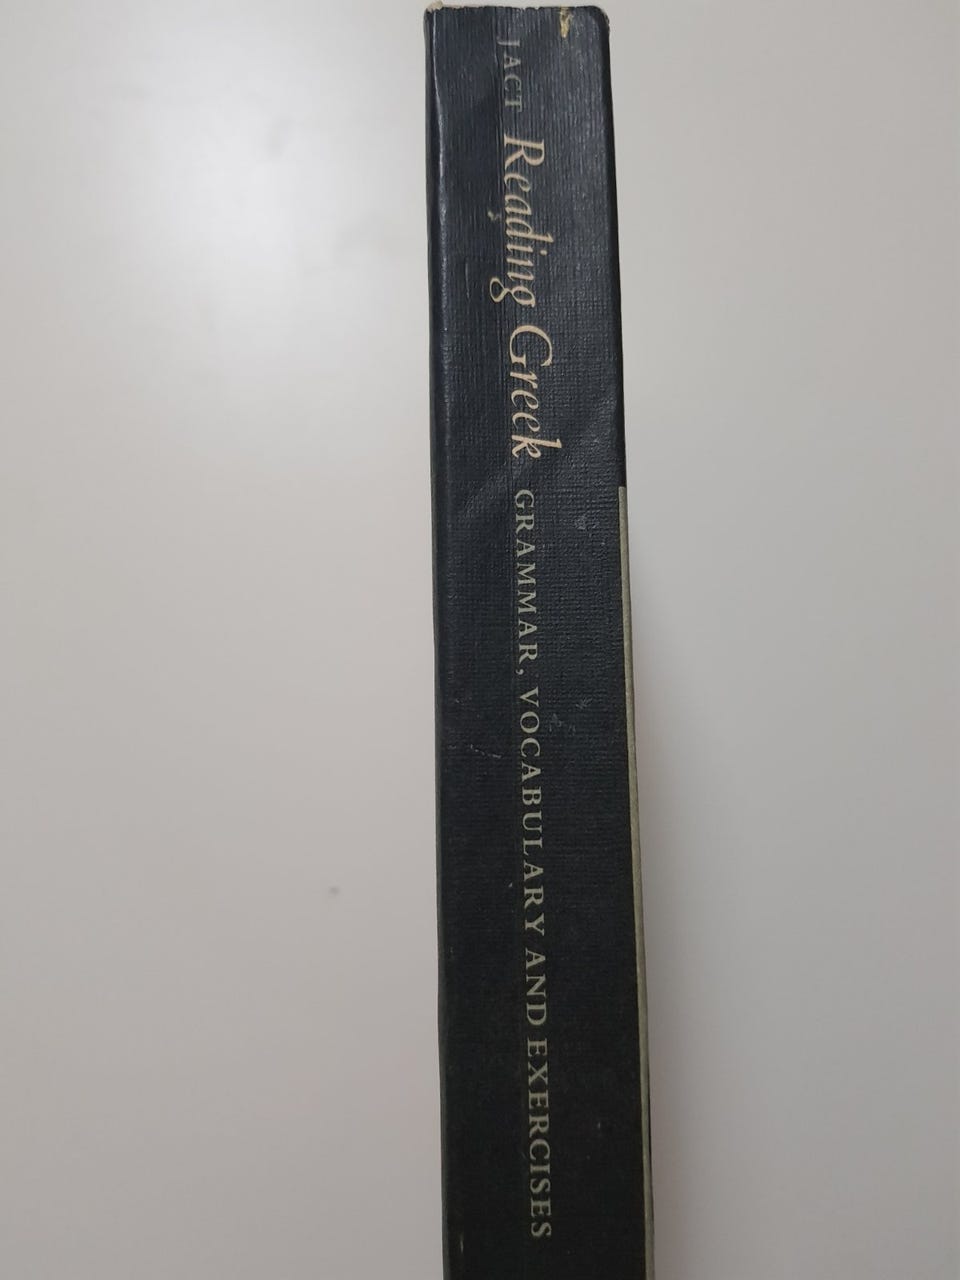 JACT Reading Greek GRAMMAR, VOCABULARY AND EXERCISES